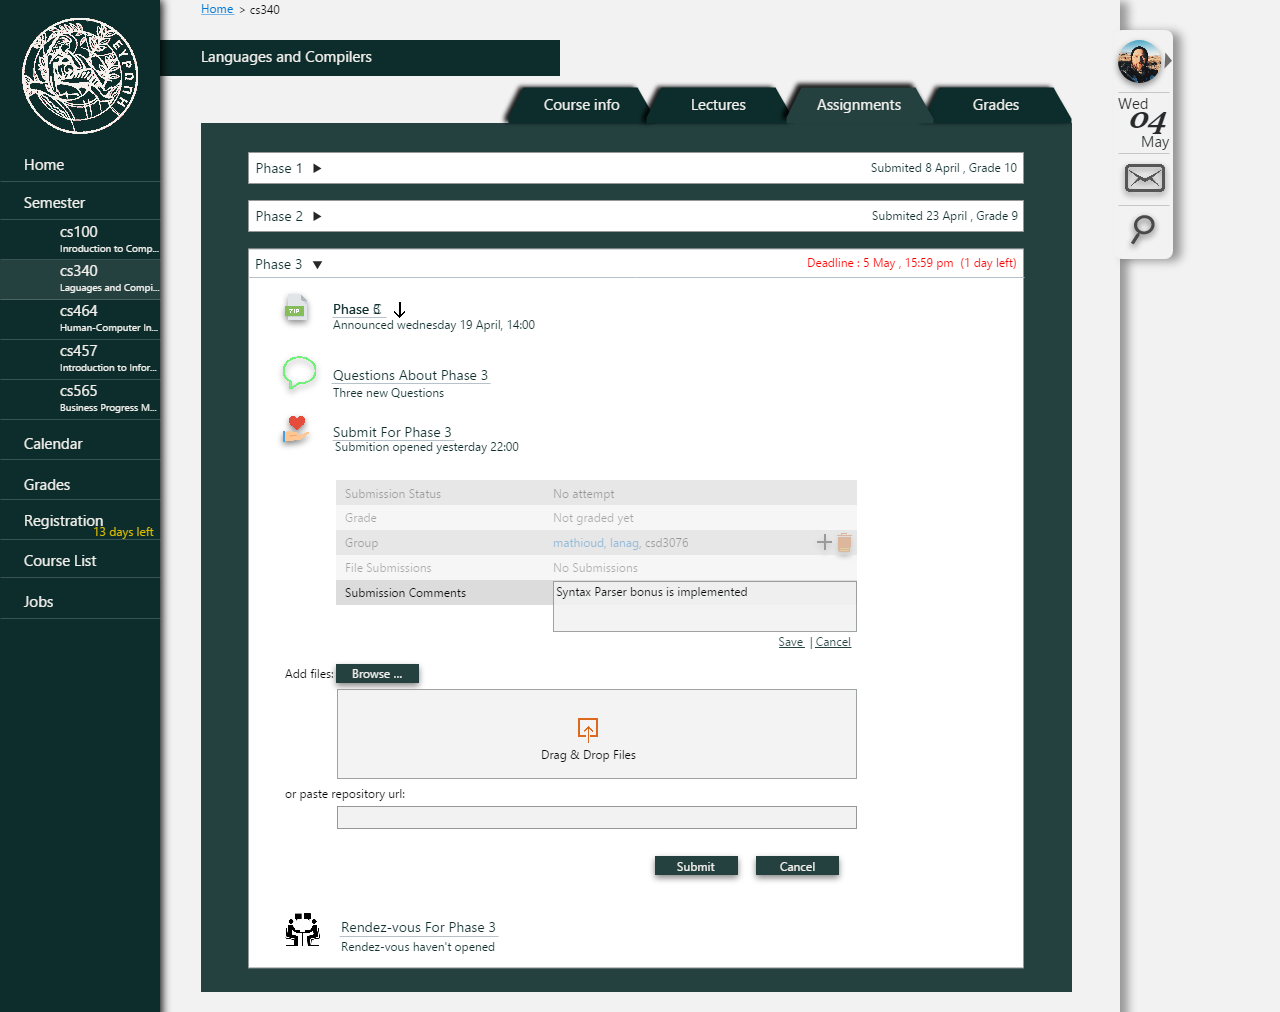 Home > cs340
ΕΥΡΩΠΗ
Languages and Compilers
Course info
Lectures
Assignments
Grades
Wed
04
May
Home
Semester
cs100
Inroduction to Comp...
cs340
Laguages and Compi...
cs464
Human-Computer In...
cs457
Introduction to Infor...
cs565
Business Progress M...
Calendar
Grades
Registration
13 days left
Course List
Jobs
Phase 1
Submited 8 April , Grade 10
Phase 2
Submited 23 April , Grade 9
Phase 3
Deadline : 5 May , 15:59 pm (1 day left)
ZIP
Phase
Announced wednesday 19 April, 14:00
Questions About Phase 3
Three new Questions
Submit For Phase 3
Submition opened yesterday 22:00
Submission Status No attempt
Grade Not graded yet
Group mathioud, lanag, csd3076
File Submissions No Submissions
Submission Comments Syntax Parser bonus is implemented
Save | Cancel
Add files: Browse ...
Drag & Drop Files
or paste repository url:
Submit
Cancel
Rendez-vous For Phase 3
Rendez-vous haven't opened